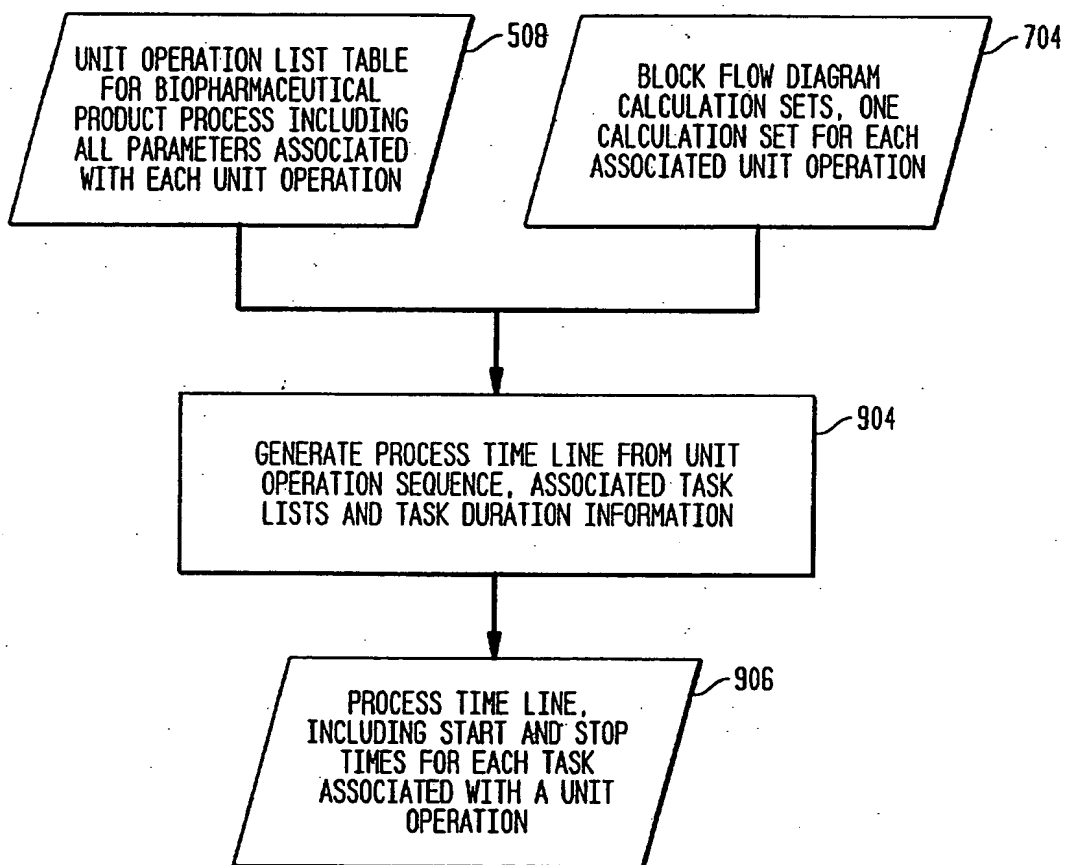 UNIT OPERATION LIST TABLE
FOR BIOPHARMACEUTICAL
PRODUCT PROCESS INCLUDING
ALL PARAMETERS ASSOCIATED
WITH EACH UNIT OPERATION
508
BLOCK FLOW DIAGRAM
CALCULATION SETS, ONE
CALCULATION SET FOR EACH
ASSOCIATED UNIT OPERATION
704
GENERATE PROCESS TIME LINE FROM UNIT
OPERATION SEQUENCE, ASSOCIATED TASK
LISTS AND TASK DURATION INFORMATION
904
PROCESS TIME LINE,
INCLUDING START AND STOP
TIMES FOR EACH TASK
ASSOCIATED WITH A UNIT
OPERATION
906